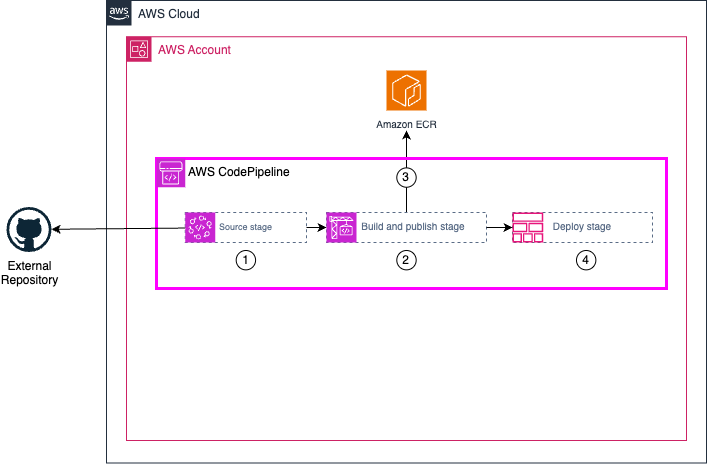 aws
AWS Cloud
AWS Account
Amazon ECR
AWS CodePipeline
3
Source stage
Build and publish stage
Deploy stage
External
Repository
1
2
4